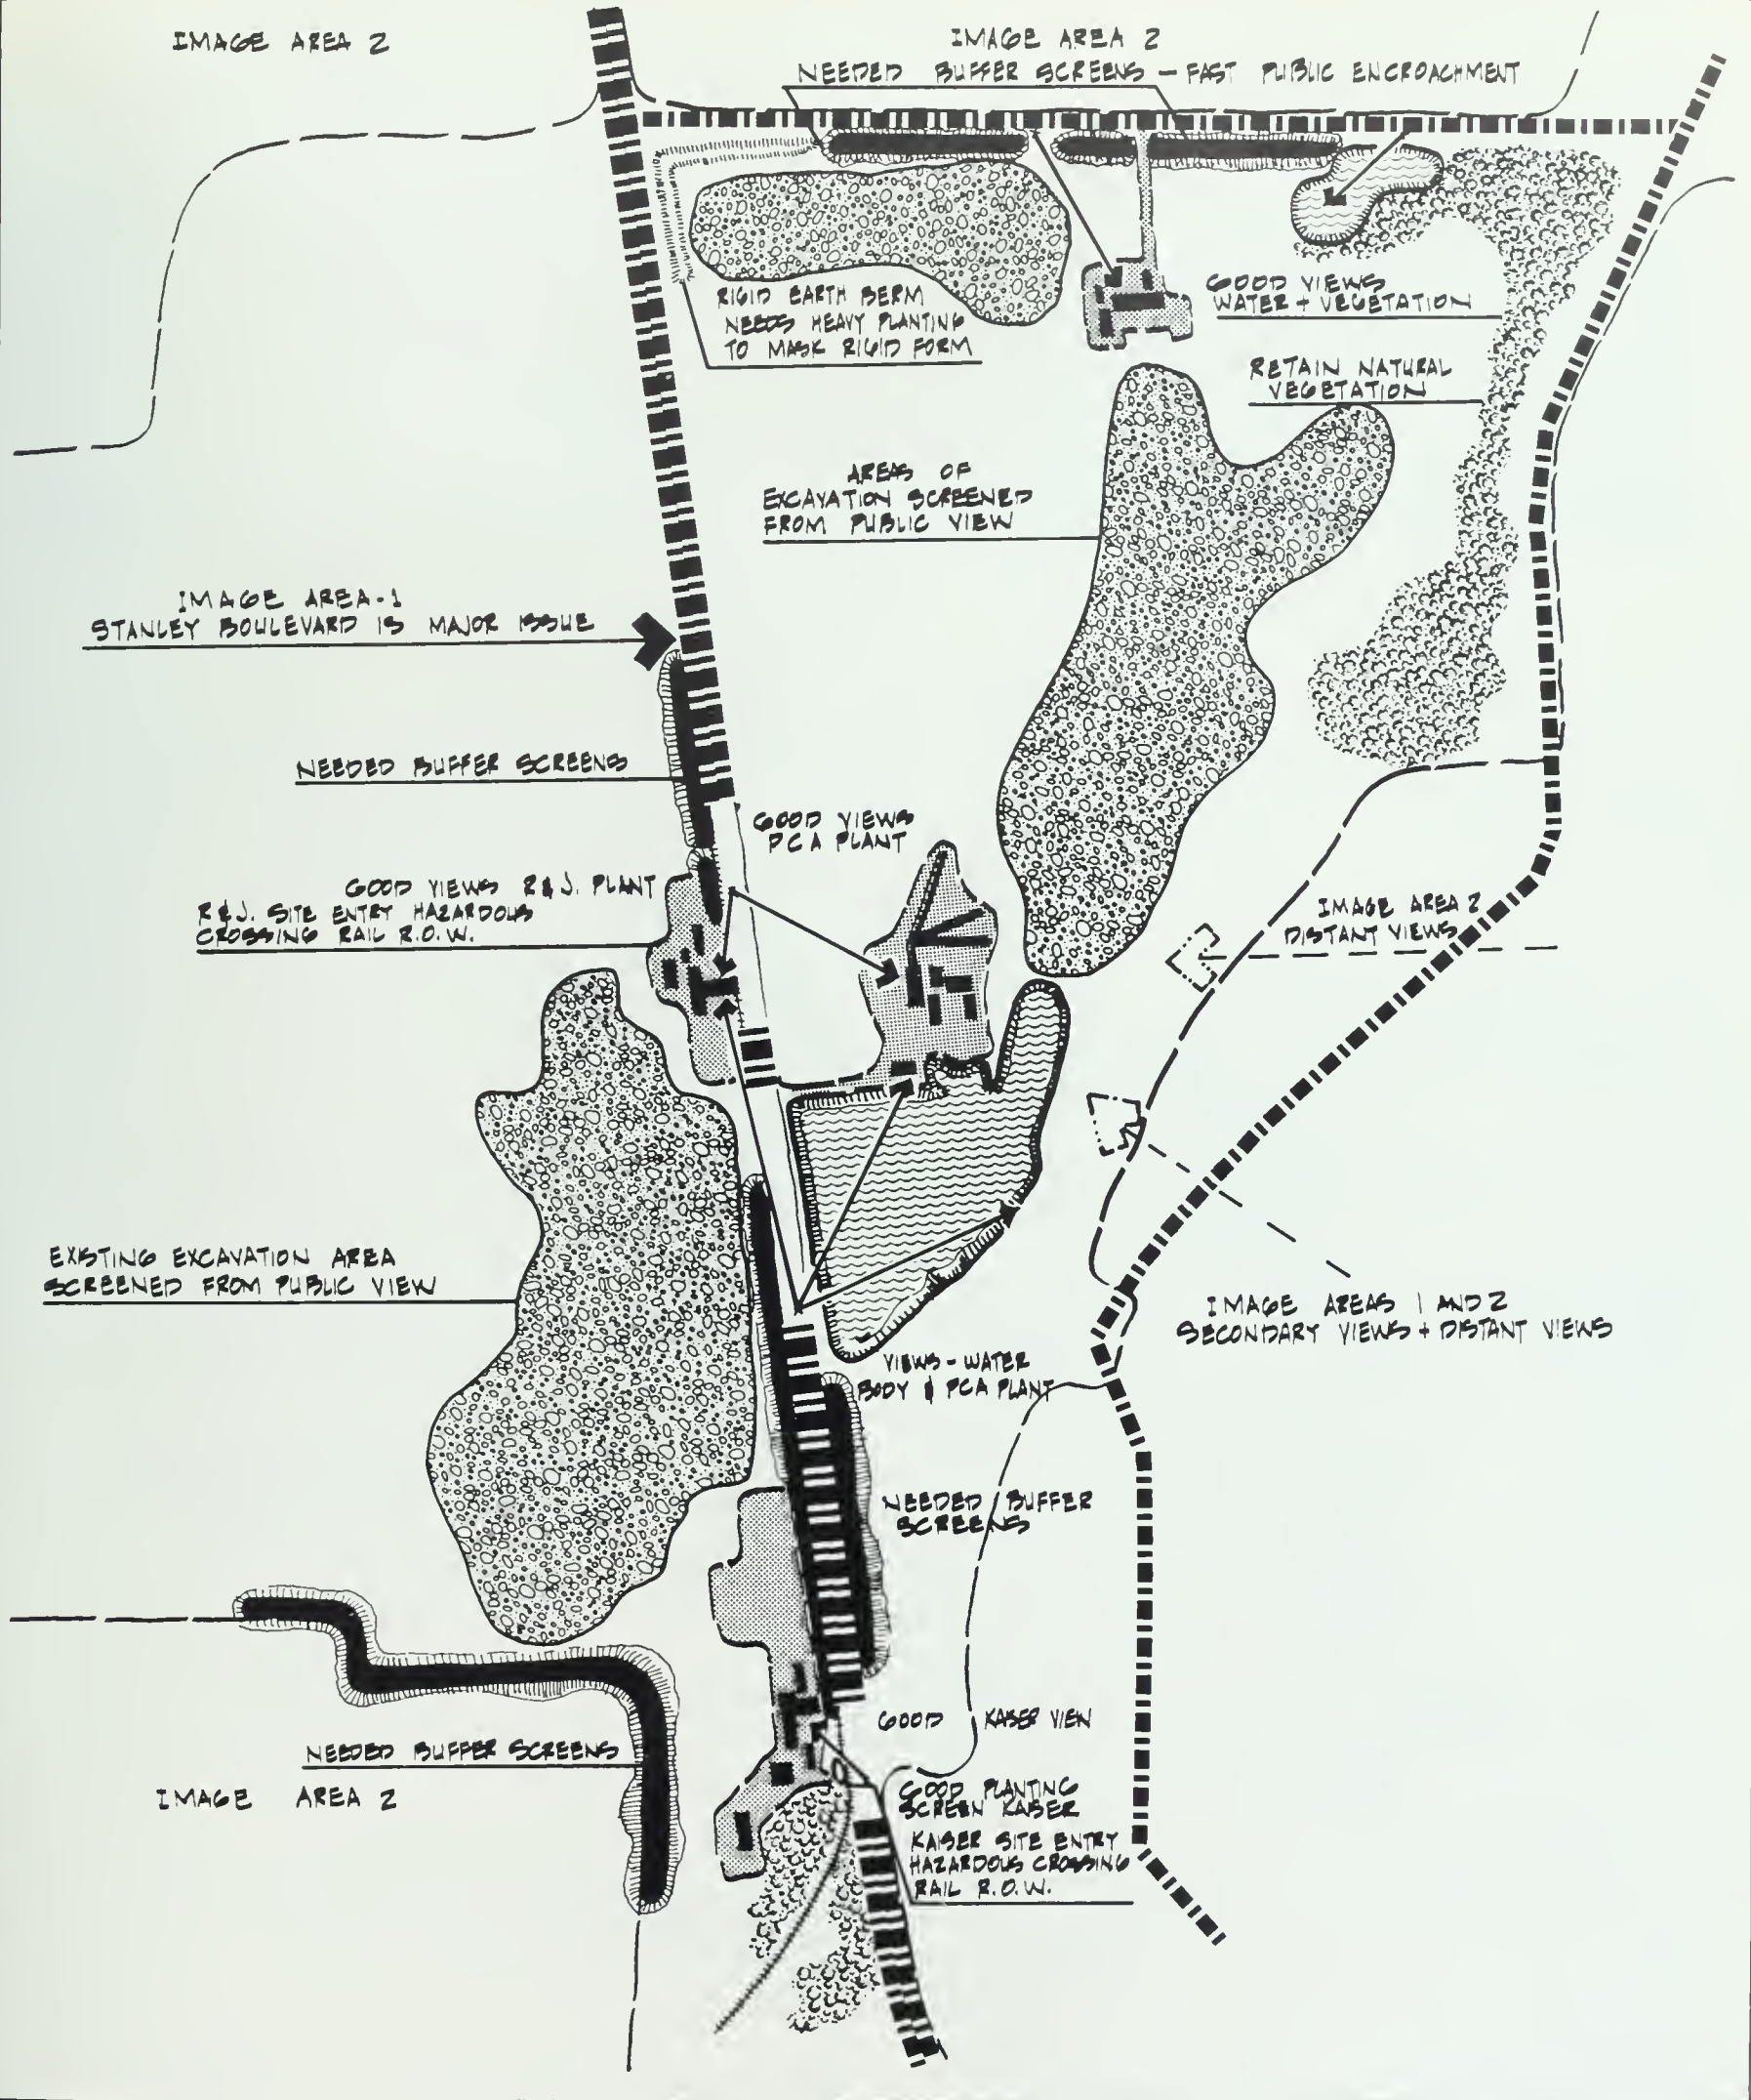 IMAGE AREA 2
IMAGE AREA 2
NEEDED BUFFER SCREENS — FAST PUBLIC ENCROACHMENT
RIGID EARTH BERM
NEEDS HEAVY PLANTING
TO MASK RIGID FORM
GOOD VIEWS
WATER + VEGETATION
RETAIN NATURAL
VEGETATION
AREAS OF
EXCAVATION SCREENED
FROM PUBLIC VIEW
IMAGE AREA-1
STANLEY BOULEVARD IS MAJOR ISSUE
NEEDED BUFFER SCREENS
GOOD VIEWS
PCA PLANT
GOOD VIEWS R & J. PLANT
R & J. SITE ENTRY HAZARDOUS
CROSSING RAIL R.O.W.
IMAGE AREA 2
DISTANT VIEWS
EXISTING EXCAVATION AREA
SCREENED FROM PUBLIC VIEW
IMAGE AREAS 1 AND 2
SECONDARY VIEWS + DISTANT VIEWS
VIEWS - WATER
BODY & PCA PLANT
NEEDED BUFFER
SCREENS
GOOD KAISER VIEW
NEEDED BUFFER SCREENS
IMAGE AREA 2
GOOD PLANTING
SCREEN KAISER
KAISER SITE ENTRY
HAZARDOUS CROSSING
RAIL R.O.W.